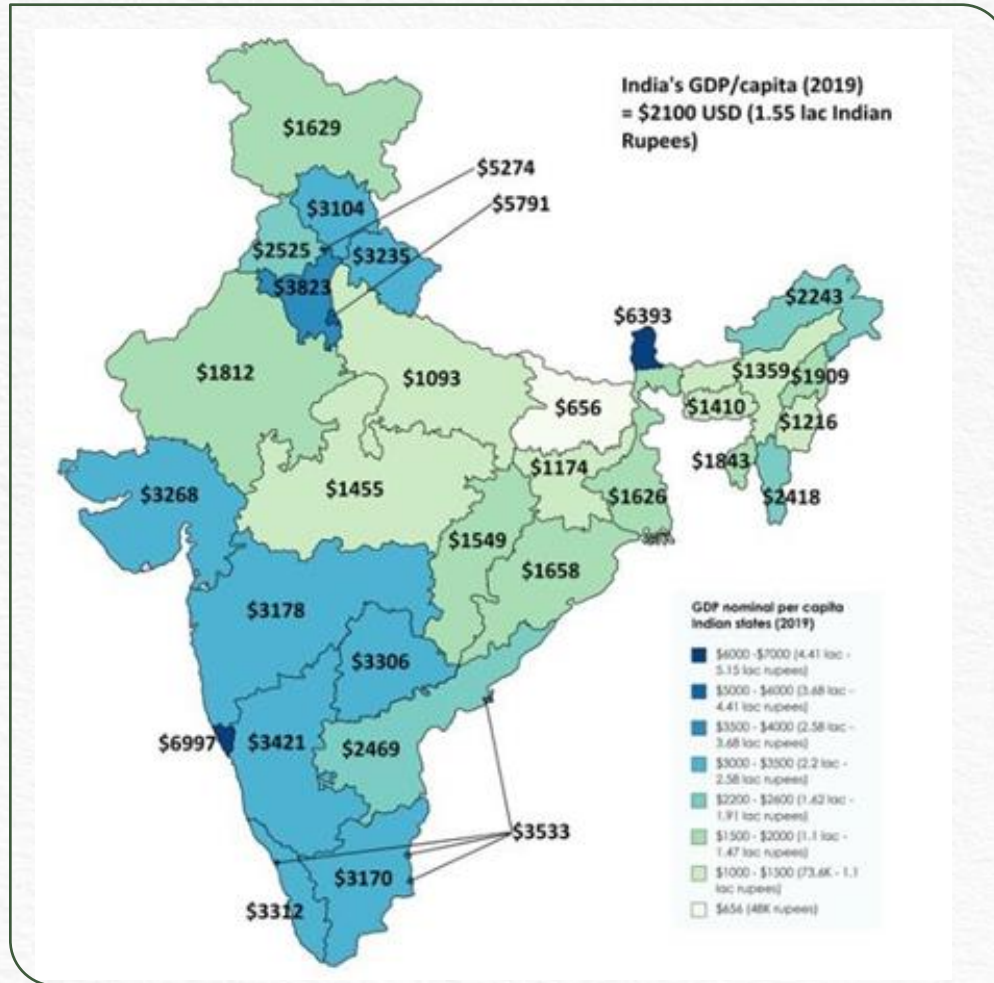 India's GDP/capita (2019)
= $2100 USD (1.55 lac Indian
Rupees)
$1629
$5274
$3104
$5791
$2525
$3235
$3823
$2243
$6393
$1812
$1093
$1359
$1909
$656
$1410
$1216
$1174
$1843
$3268
$1455
$1626
$2418
$1549
$1658
$3178
$3306
$6997
$3421
$2469
$3533
$3170
$3312
GDP nominal per capita
Indian states (2019)
$6000 -$7000 (4.41 lac -
5.15 lac rupees)
$5000 - $6000 (3.68 lac -
4.41 lac rupees)
$3500 - $4000 (2.58 lac -
3.68 lac rupees)
$3000 - $3500 (2.2 lac -
2.58 lac rupees)
$2200 - $2600 (1.62 lac -
1.91 lac rupees)
$1500 - $2000 (1.1 lac -
1.47 lac rupees)
$1000 - $1500 (73.6K - 1.1
lac rupees)
$656 (48K rupees)